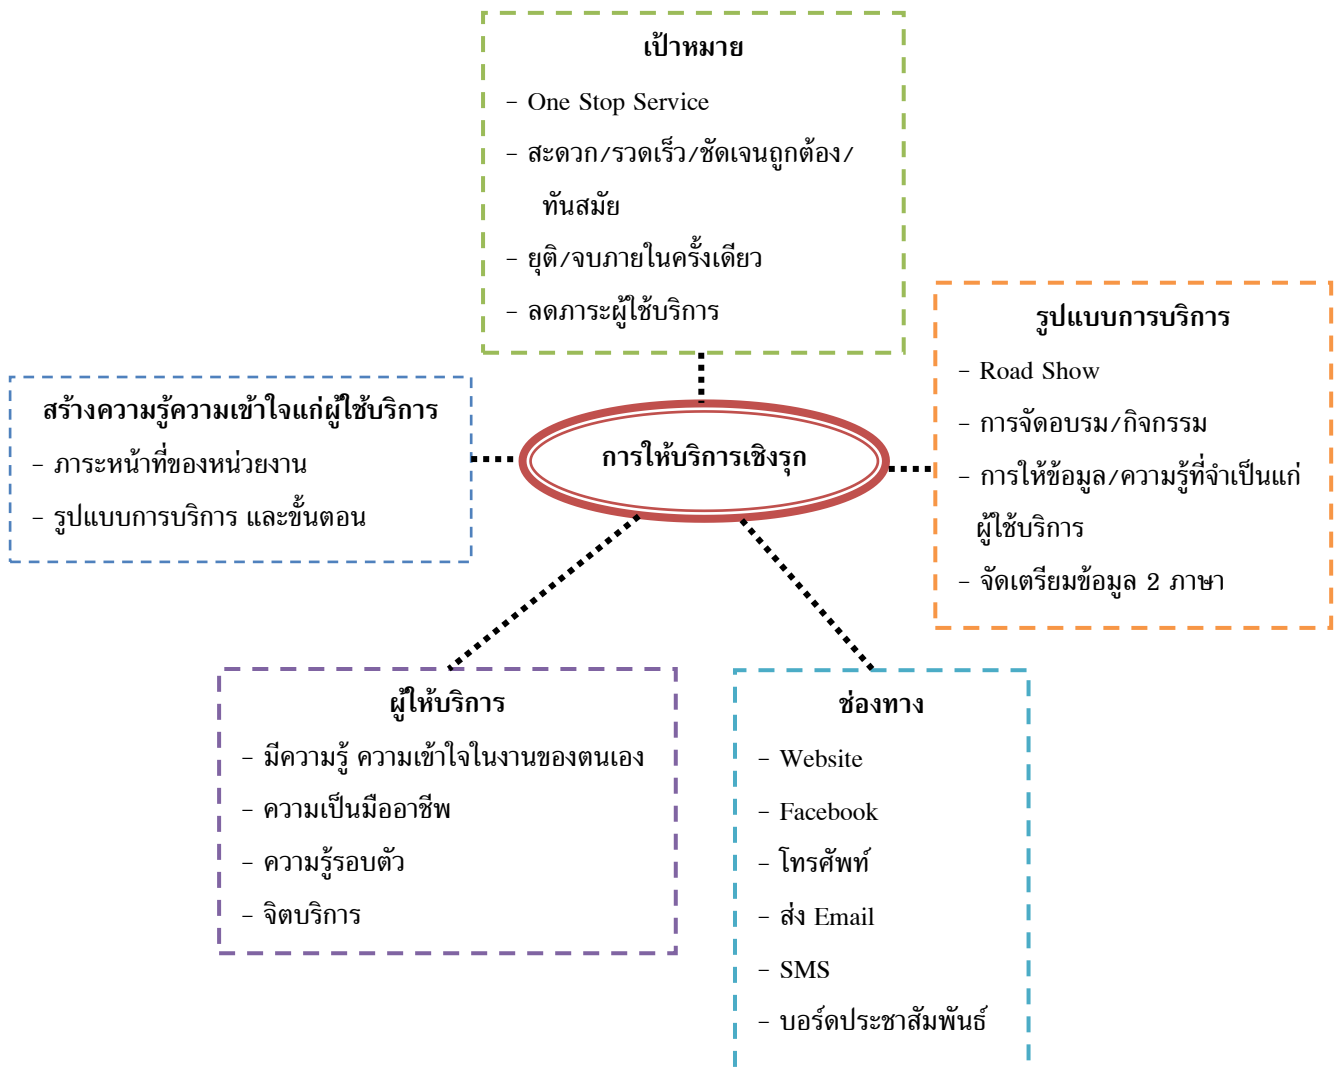 เป้าหมาย
- One Stop Service
- สะดวก/รวดเร็ว/ชัดเจนถูกต้อง/
ทันสมัย
- ยุติ/จบภายในครั้งเดียว
- ลดภาระผู้ใช้บริการ
รูปแบบการบริการ
- Road Show
- การจัดอบรม/กิจกรรม
- การให้ข้อมูล/ความรู้ที่จำเป็นแก่
ผู้ใช้บริการ
- จัดเตรียมข้อมูล 2 ภาษา
สร้างความรู้ความเข้าใจแก่ผู้ใช้บริการ
- ภาระหน้าที่ของหน่วยงาน
- รูปแบบการบริการ และขั้นตอน
การให้บริการเชิงรุก
ผู้ให้บริการ
- มีความรู้ ความเข้าใจในงานของตนเอง
- ความเป็นมืออาชีพ
- ความรู้รอบตัว
- จิตบริการ
ช่องทาง
- Website
- Facebook
- โทรศัพท์
- ส่ง Email
- SMS
- บอร์ดประชาสัมพันธ์